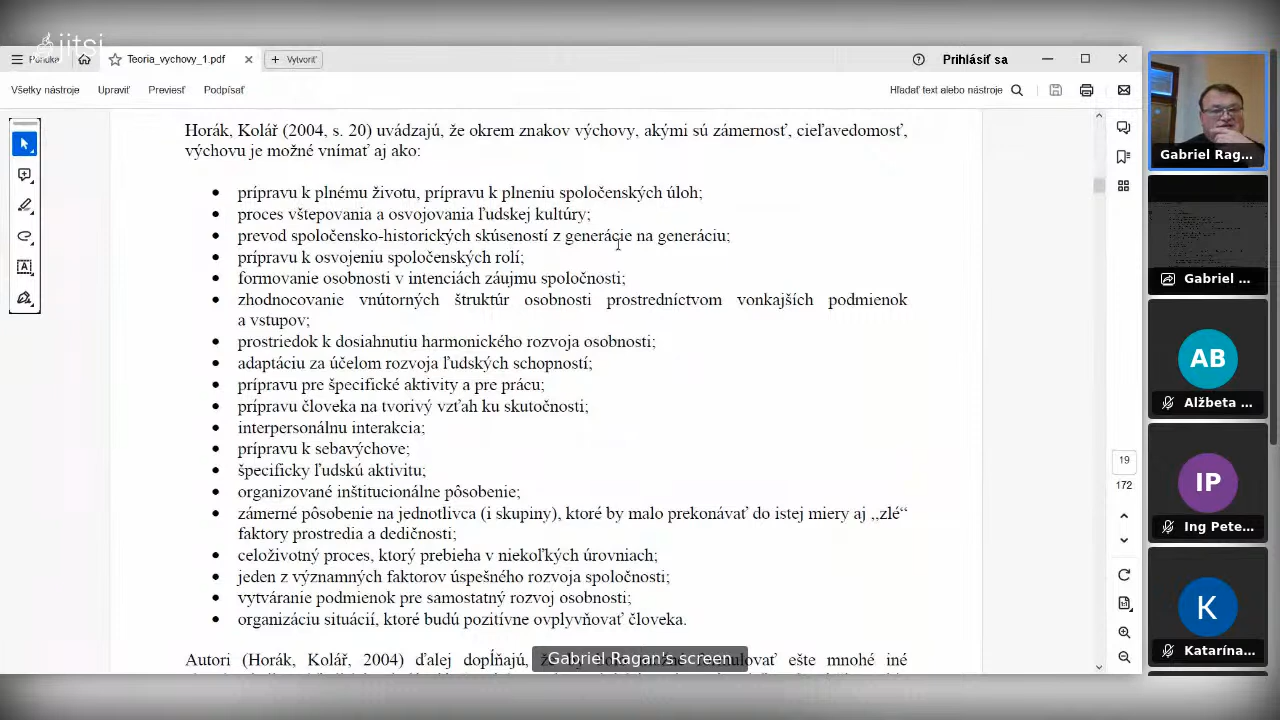 jitsi
Ponuka
Teoria_vychovy_1.pdf
Vytvoriť
Prihlásiť sa
Všetky nástroje
Upraviť
Previesť
Podpísať
Hľadať text alebo nástroje
Horák, Kolář (2004, s. 20) uvádzajú, že okrem znakov výchovy, akými sú zámernosť, cieľavedomosť,
výchovu je možné vnímať aj ako:
• prípravu k plnému životu, prípravu k plneniu spoločenských úloh;
• proces vštepovania a osvojovania ľudskej kultúry;
• prevod spoločensko-historických skúseností z generácie na generáciu;
• prípravu k osvojeniu spoločenských rolí;
• formovanie osobnosti v intenciách záujmu spoločnosti;
• zhodnocovanie vnútorných štruktúr osobnosti prostredníctvom vonkajších podmienok
a vstupov;
• prostriedok k dosiahnutiu harmonického rozvoja osobnosti;
• adaptáciu za účelom rozvoja ľudských schopností;
• prípravu pre špecifické aktivity a pre prácu;
• prípravu človeka na tvorivý vzťah ku skutočnosti;
• interpersonálnu interakcia;
• prípravu k sebavýchove;
• špecificky ľudskú aktivitu;
• organizované inštitucionálne pôsobenie;
• zámerné pôsobenie na jednotlivca (i skupiny), ktoré by malo prekonávať do istej miery aj ,,zlé“
faktory prostredia a dedičnosti;
• celoživotný proces, ktorý prebieha v niekoľkých úrovniach;
• jeden z významných faktorov úspešného rozvoja spoločnosti;
• vytváranie podmienok pre samostatný rozvoj osobnosti;
• organizáciu situácií, ktoré budú pozitívne ovplyvňovať človeka.
Autori (Horák, Kolář, 2004) ďalej dopĺňajú, ešte mnohé iné
Gabriel Ragan's screen
19
172
Gabriel Rag...
Gabriel ...
AB
Alžbeta ...
IP
Ing Pete...
K
Katarína...